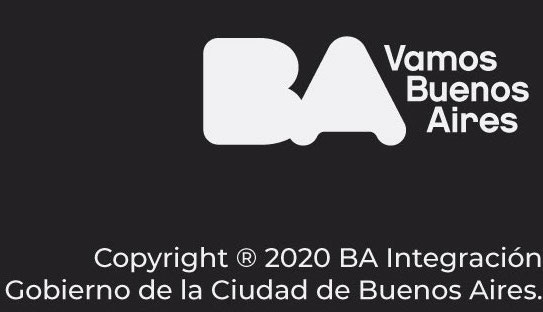 BA
Vamos
Buenos
Aires
Copyright ® 2020 BA Integración
Gobierno de la Ciudad de Buenos Aires.